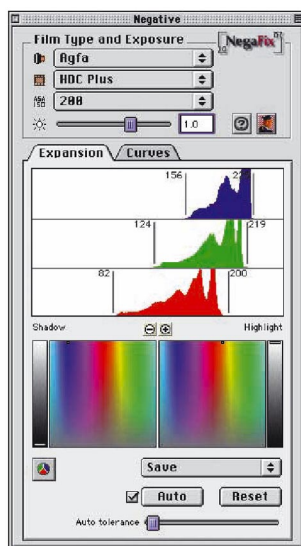 Negative
Film Type and Exposure
NegaFix
Agfa
HDC Plus
ASA ISO 200
1.0
Expansion Curves
156
124 219
82 200
Shadow Highlight
Save
Auto Reset
Auto tolerance